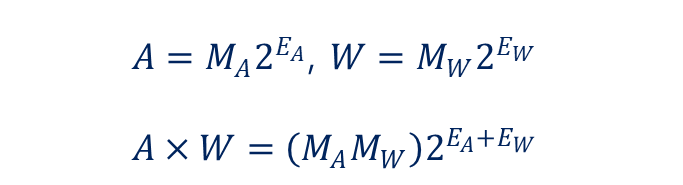 A = M_A 2^{E_A}, W = M_W 2^{E_W}
A × W = (M_A M_W) 2^{E_A+E_W}